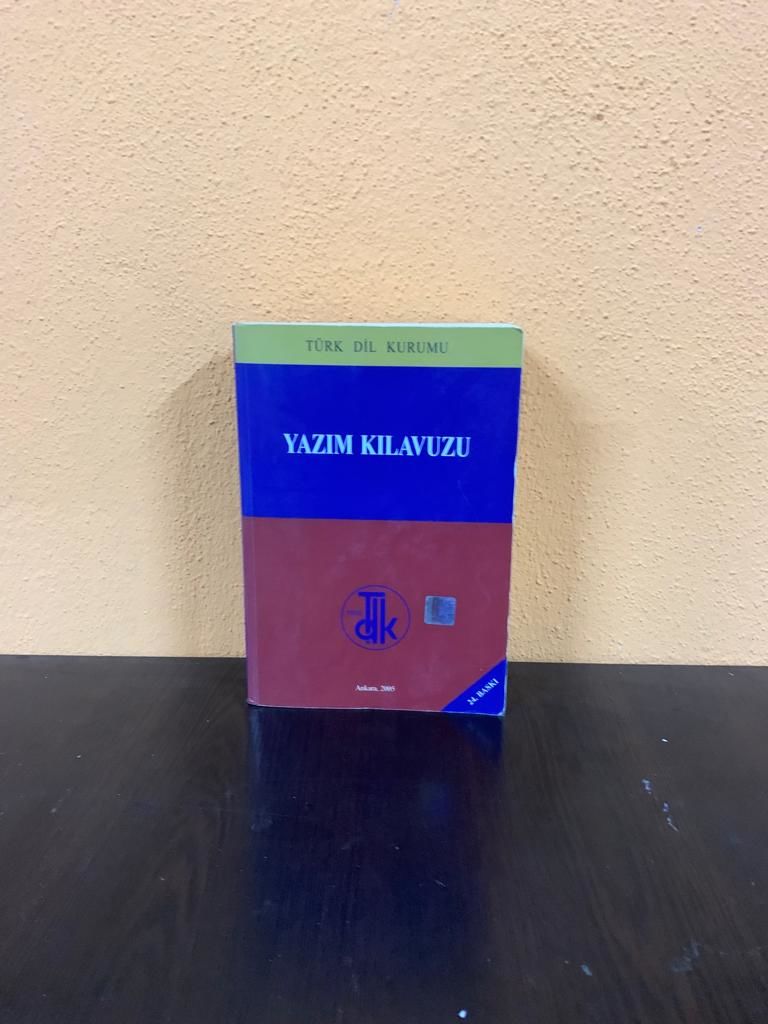 TÜRK DİL KURUMU
YAZIM KILAVUZU
Tdk
Ankara, 2005
24. BASKI